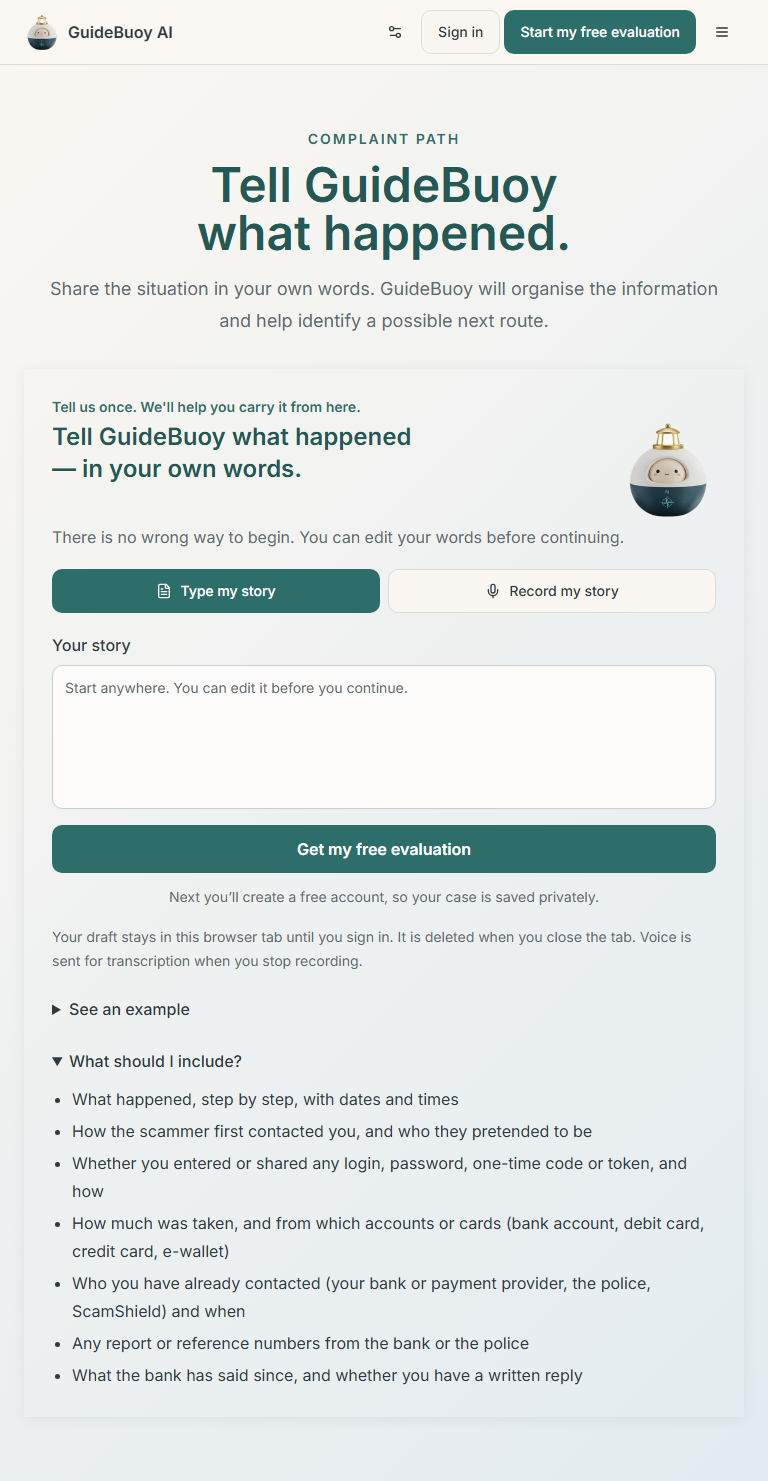 GuideBuoy AI
Sign in
Start my free evaluation
COMPLAINT PATH
Tell GuideBuoy
what happened.
Share the situation in your own words. GuideBuoy will organise the information
and help identify a possible next route.
Tell us once. We'll help you carry it from here.
Tell GuideBuoy what happened
— in your own words.
N
There is no wrong way to begin. You can edit your words before continuing.
Type my story
Record my story
Your story
Start anywhere. You can edit it before you continue.
Get my free evaluation
Next you’ll create a free account, so your case is saved privately.
Your draft stays in this browser tab until you sign in. It is deleted when you close the tab. Voice is
sent for transcription when you stop recording.
See an example
What should I include?
• What happened, step by step, with dates and times
• How the scammer first contacted you, and who they pretended to be
• Whether you entered or shared any login, password, one-time code or token, and
how
• How much was taken, and from which accounts or cards (bank account, debit card,
credit card, e-wallet)
• Who you have already contacted (your bank or payment provider, the police,
ScamShield) and when
• Any report or reference numbers from the bank or the police
• What the bank has said since, and whether you have a written reply